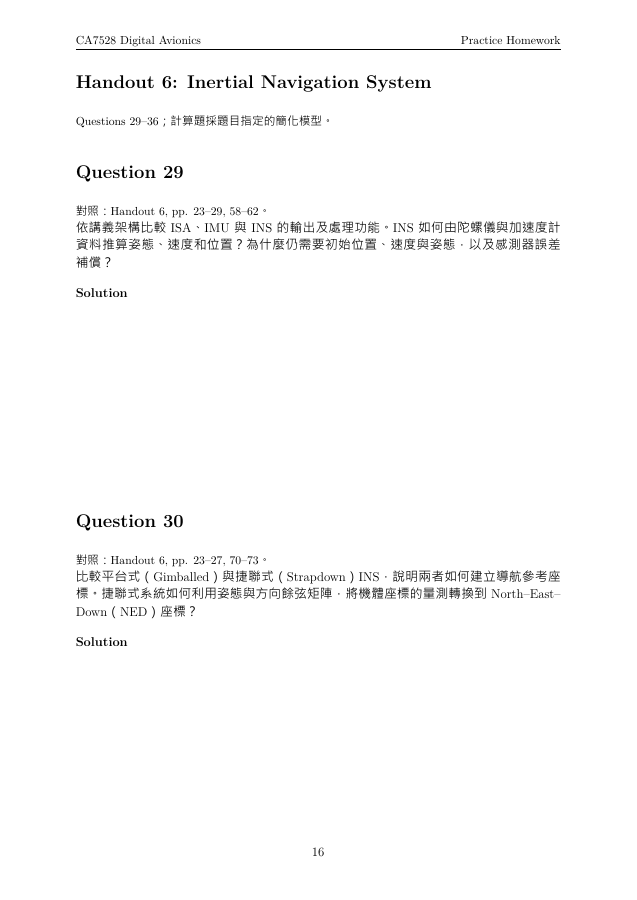 CA7528 Digital Avionics Practice Homework
Handout 6: Inertial Navigation System
Questions 29–36；計算題採題目指定的簡化模型。
Question 29
對照：Handout 6, pp. 23–29, 58–62。
依講義架構比較 ISA、IMU 與 INS 的輸出及處理功能。INS 如何由陀螺儀與加速度計
資料推算姿態、速度和位置？為什麼仍需要初始位置、速度與姿態，以及感測器誤差
補償？
Solution
Question 30
對照：Handout 6, pp. 23–27, 70–73。
比較平台式（Gimballed）與捷聯式（Strapdown）INS，說明兩者如何建立導航參考座
標。捷聯式系統如何利用姿態與方向餘弦矩陣，將機體座標的量測轉換到 North–East–
Down（NED）座標？
Solution
16